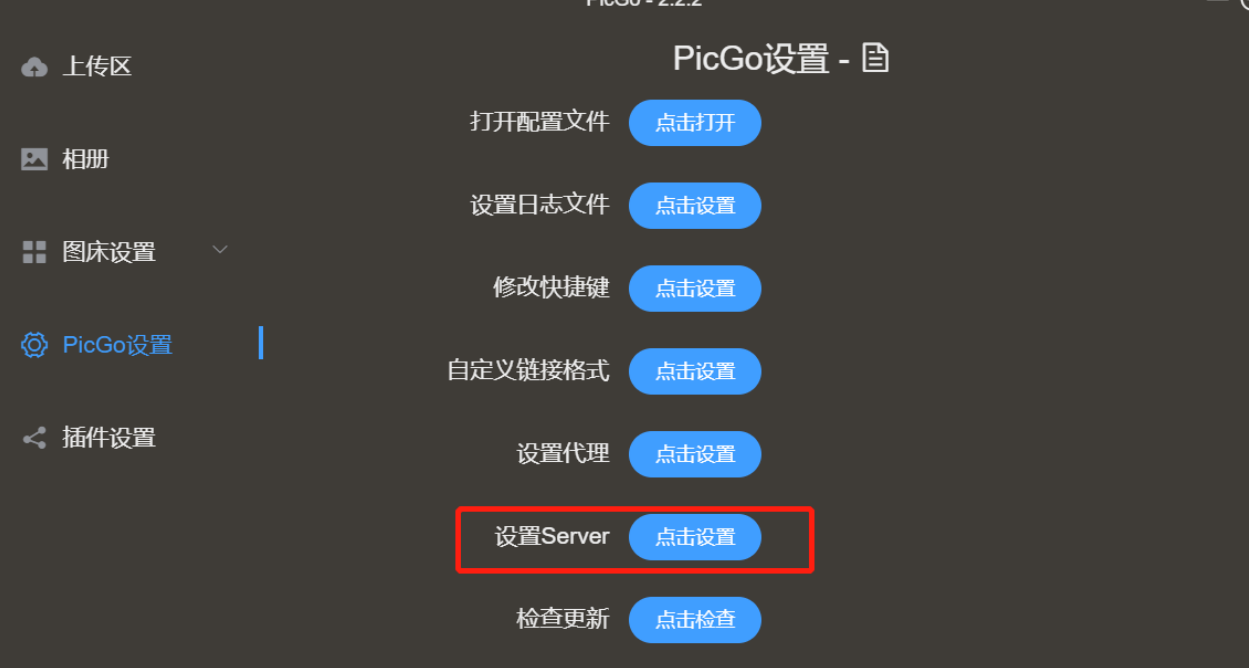 PicGo - 2.2.2
上传区
相册
图床设置
PicGo设置
插件设置
PicGo设置 -
打开配置文件 点击打开
设置日志文件 点击设置
修改快捷键 点击设置
自定义链接格式 点击设置
设置代理 点击设置
设置Server 点击设置
检查更新 点击检查